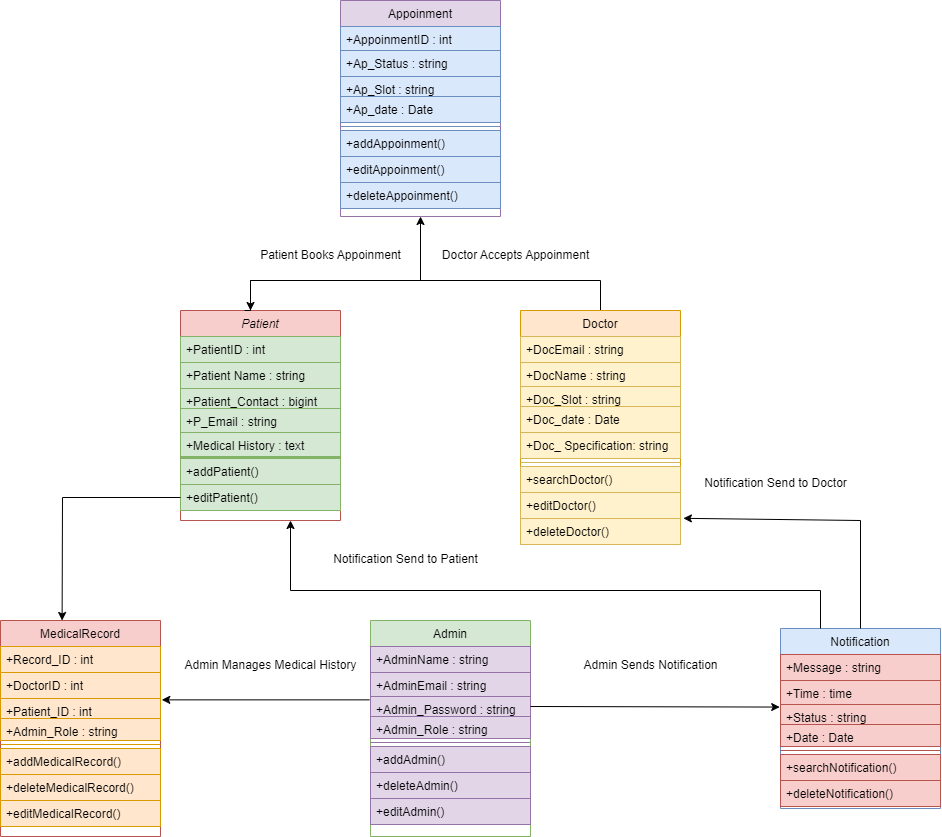 Appoinment
+AppoinmentID : int
+Ap_Status : string
+Ap_Slot : string
+Ap_date : Date
+addAppoinment()
+editAppoinment()
+deleteAppoinment()
Patient Books Appoinment
Doctor Accepts Appoinment
Patient
+PatientID : int
+Patient Name : string
+Patient_Contact : bigint
+P_Email : string
+Medical History : text
+addPatient()
+editPatient()
Doctor
+DocEmail : string
+DocName : string
+Doc_Slot : string
+Doc_date : Date
+Doc_ Specification: string
+searchDoctor()
+editDoctor()
+deleteDoctor()
Notification Send to Doctor
Notification Send to Patient
MedicalRecord
+Record_ID : int
+DoctorID : int
+Patient_ID : int
+Admin_Role : string
+addMedicalRecord()
+deleteMedicalRecord()
+editMedicalRecord()
Admin Manages Medical History
Admin
+AdminName : string
+AdminEmail : string
+Admin_Password : string
+Admin_Role : string
+addAdmin()
+deleteAdmin()
+editAdmin()
Admin Sends Notification
Notification
+Message : string
+Time : time
+Status : string
+Date : Date
+searchNotification()
+deleteNotification()